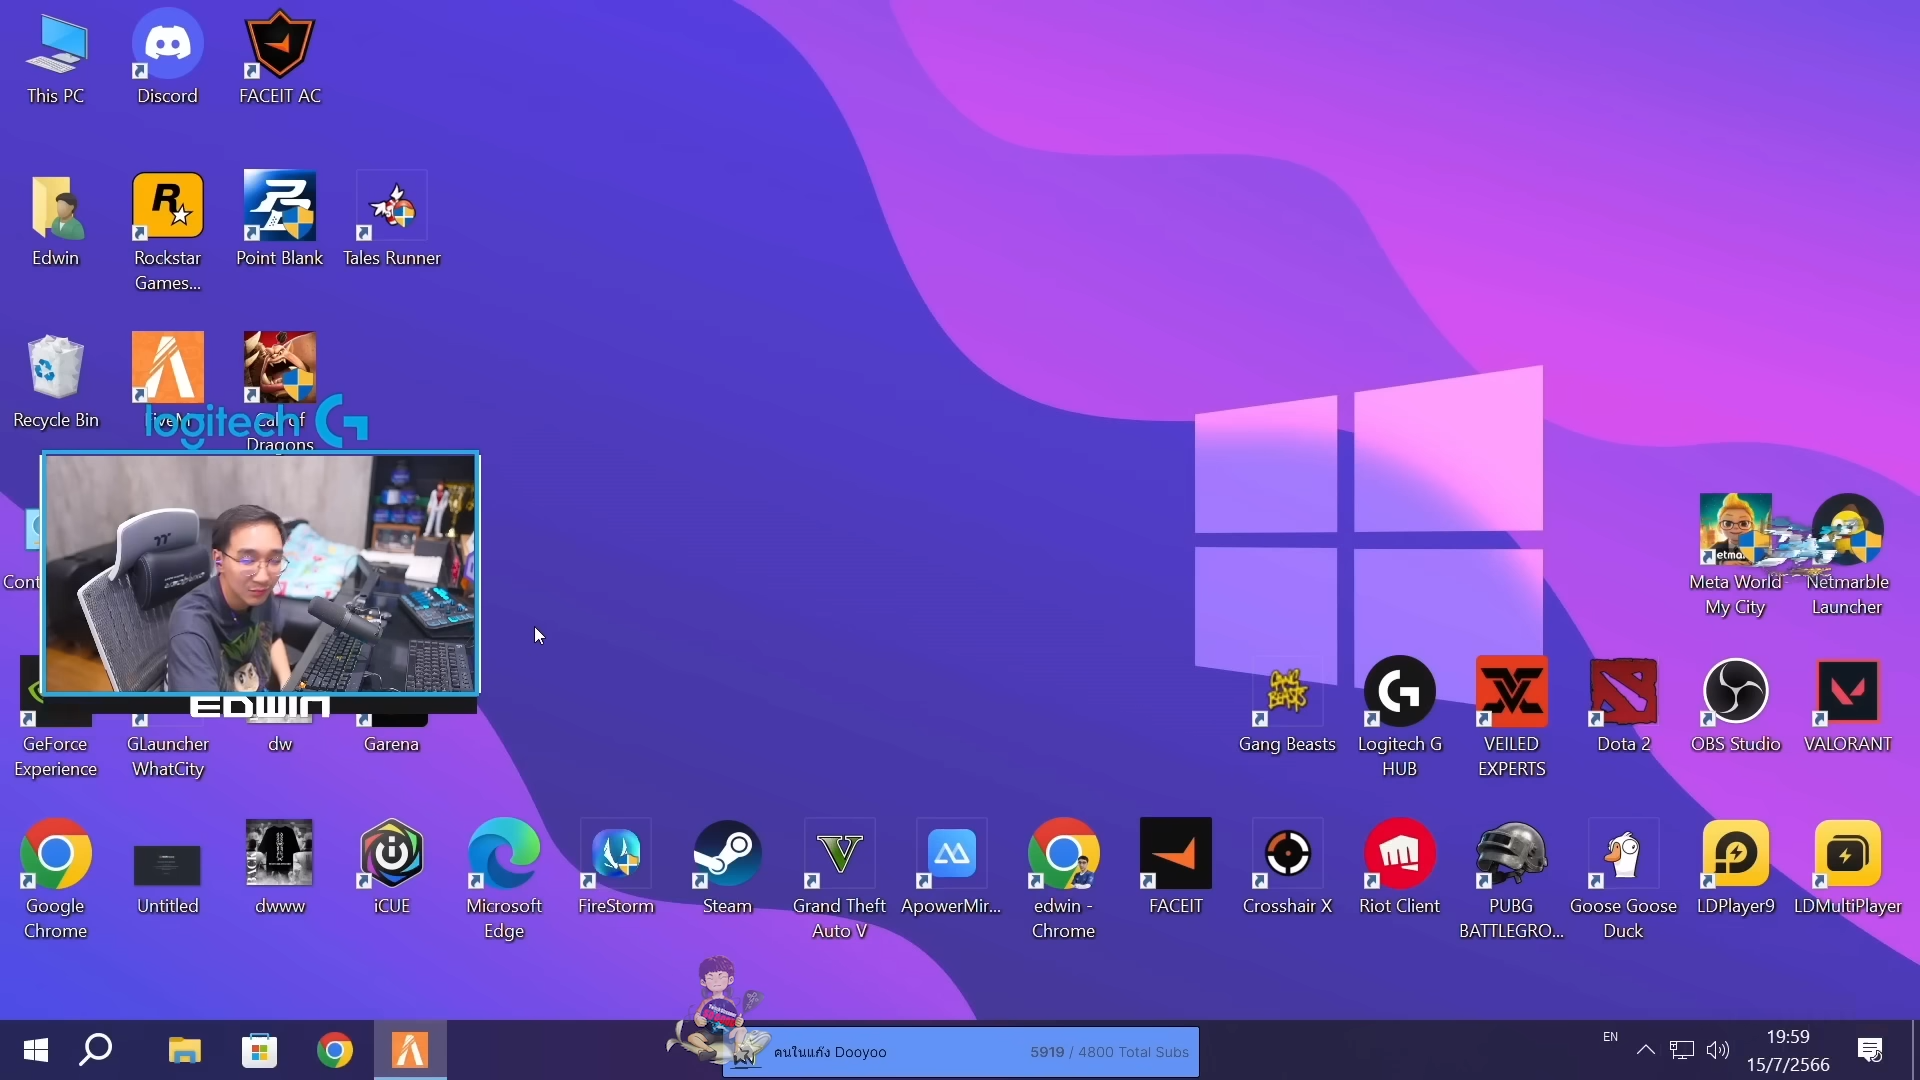 This PC
Discord
FACEIT AC
Edwin
Rockstar
Games...
Point Blank
Tales Runner
Recycle Bin
logitech G
Call of
Dragons
Cont
EDWIN
GeForce
Experience
GLauncher
WhatCity
dw
Garena
Meta World
My City
Netmarble
Launcher
Gang Beasts
Logitech G
HUB
VEILED
EXPERTS
Dota 2
OBS Studio
VALORANT
Google
Chrome
Untitled
dwww
iCUE
Microsoft
Edge
FireStorm
Steam
Grand Theft
Auto V
ApowerMir...
edwin -
Chrome
FACEIT
Crosshair X
Riot Client
PUBG
BATTLEGRO...
Goose Goose
Duck
LDPlayer9
LDMultiPlayer
คนในแก๊ง Dooyoo
5919 / 4800 Total Subs
EN
19:59
15/7/2566